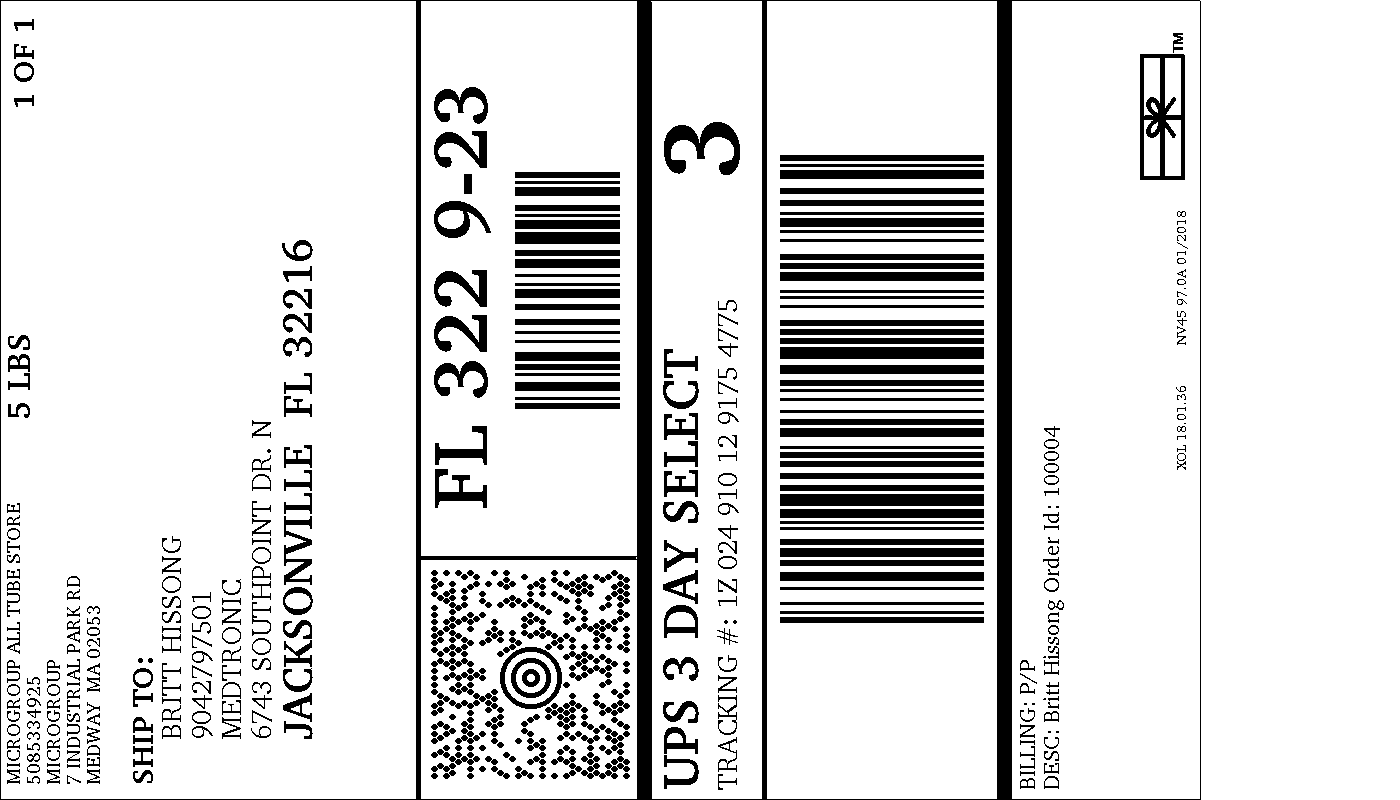 MICROGROUP ALL TUBE STORE
5085334925
MICROGROUP
7 INDUSTRIAL PARK RD
MEDWAY MA 02053
5 LBS
1 OF 1
SHIP TO:
BRITT HISSONG
9042797501
MEDTRONIC
6743 SOUTHPOINT DR. N
JACKSONVILLE FL 32216
FL 322 9-23
UPS 3 DAY SELECT
TRACKING #: 1Z 024 910 12 9175 4775
3
BILLING: P/P
DESC: Britt Hissong Order Id: 100004
XOL 18.01.36 NV45 97.0A 01/2018
TM